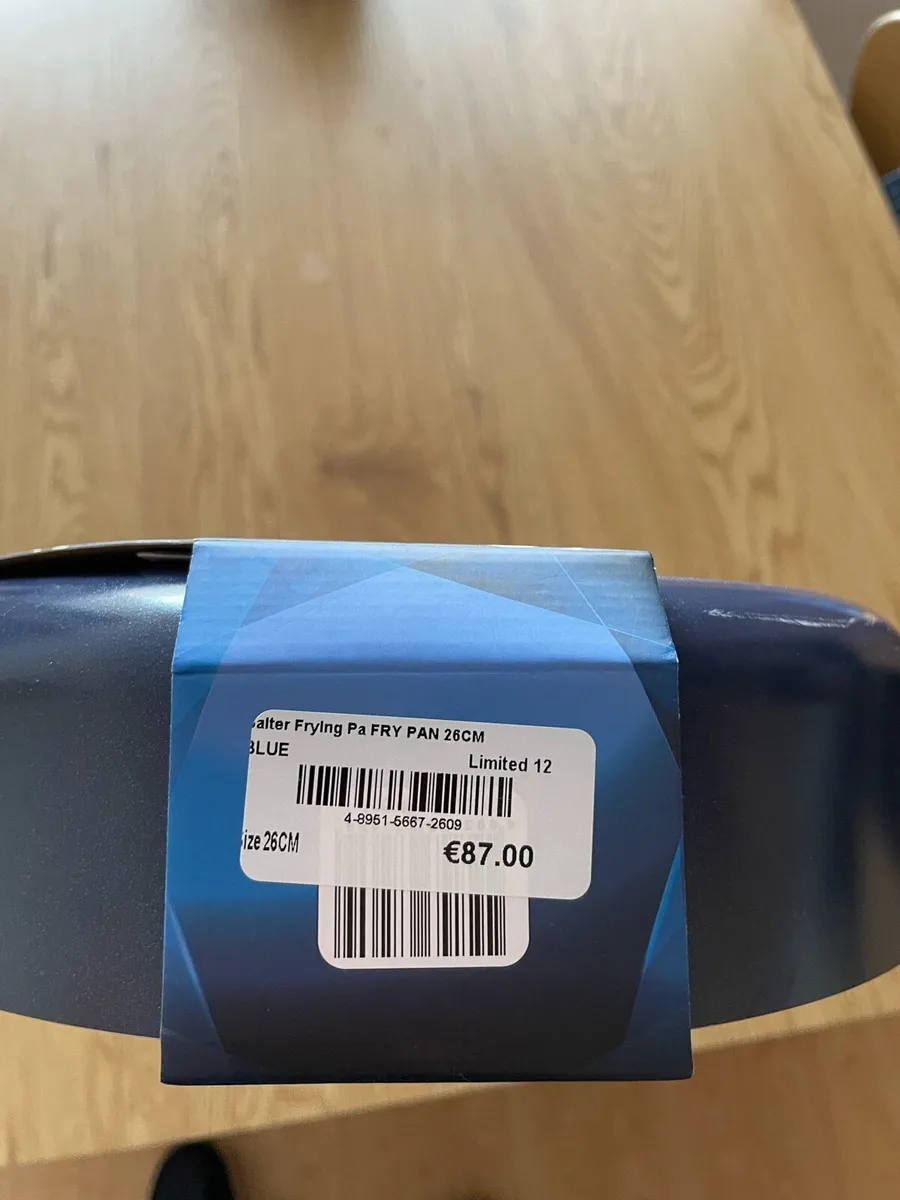 alter Frying Pa FRY PAN 26CM
BLUE
Limited 12
4-8951-5667-2609
ize 26CM
€87.00